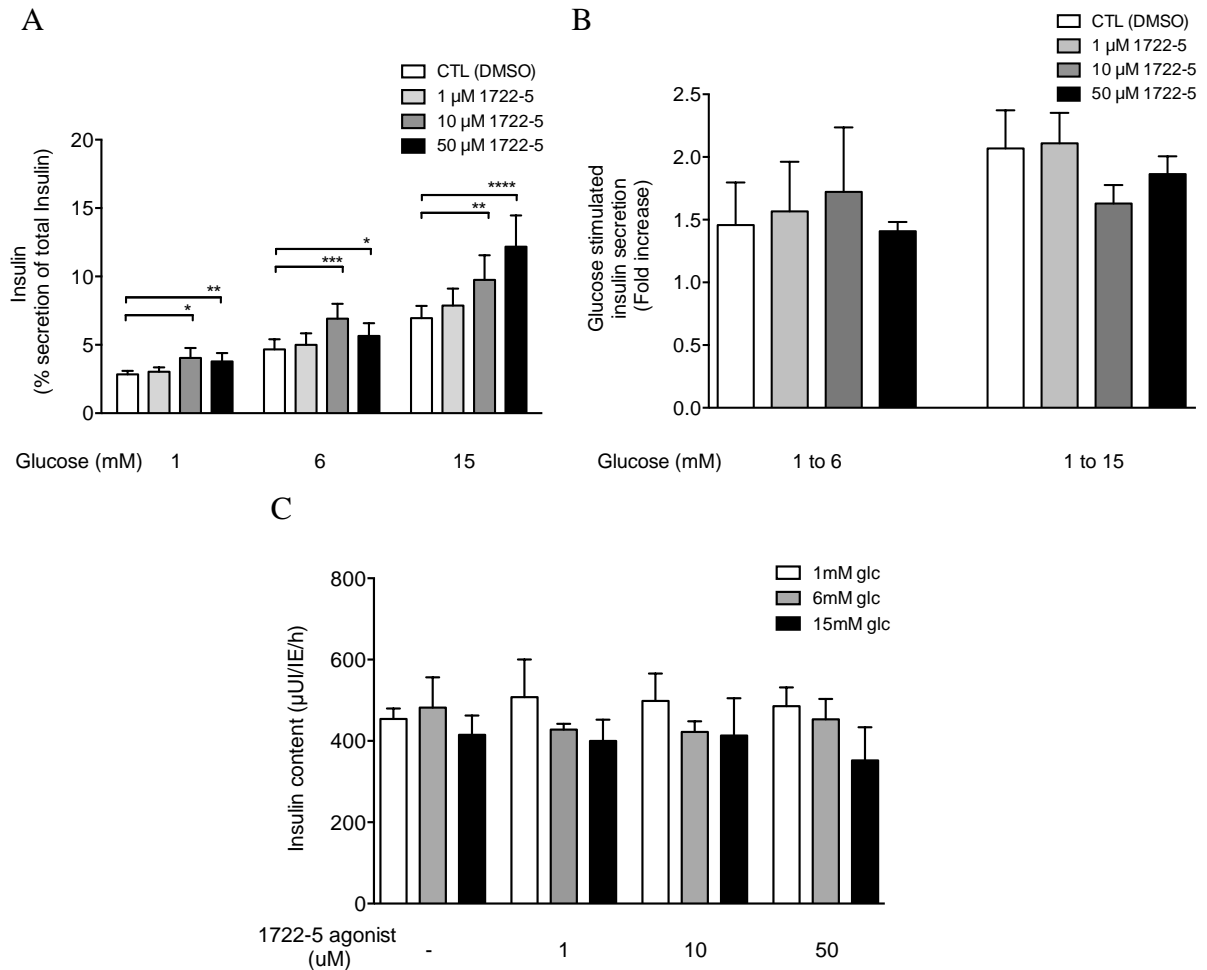 A
CTL (DMSO)
1 µM 1722-5
10 µM 1722-5
50 µM 1722-5
Insulin
(% secretion of total Insulin)
20
15
10
5
0
*
**
***
*
**
****
Glucose (mM) 1 6 15
B
CTL (DMSO)
1 µM 1722-5
10 µM 1722-5
50 µM 1722-5
Glucose stimulated
insulin secretion
(Fold increase)
2.5
2.0
1.5
1.0
0.5
0.0
Glucose (mM) 1 to 6 1 to 15
C
1mM glc
6mM glc
15mM glc
Insulin content (µUI/IE/h)
800
600
400
200
0
1722-5 agonist
(uM)
- 1 10 50